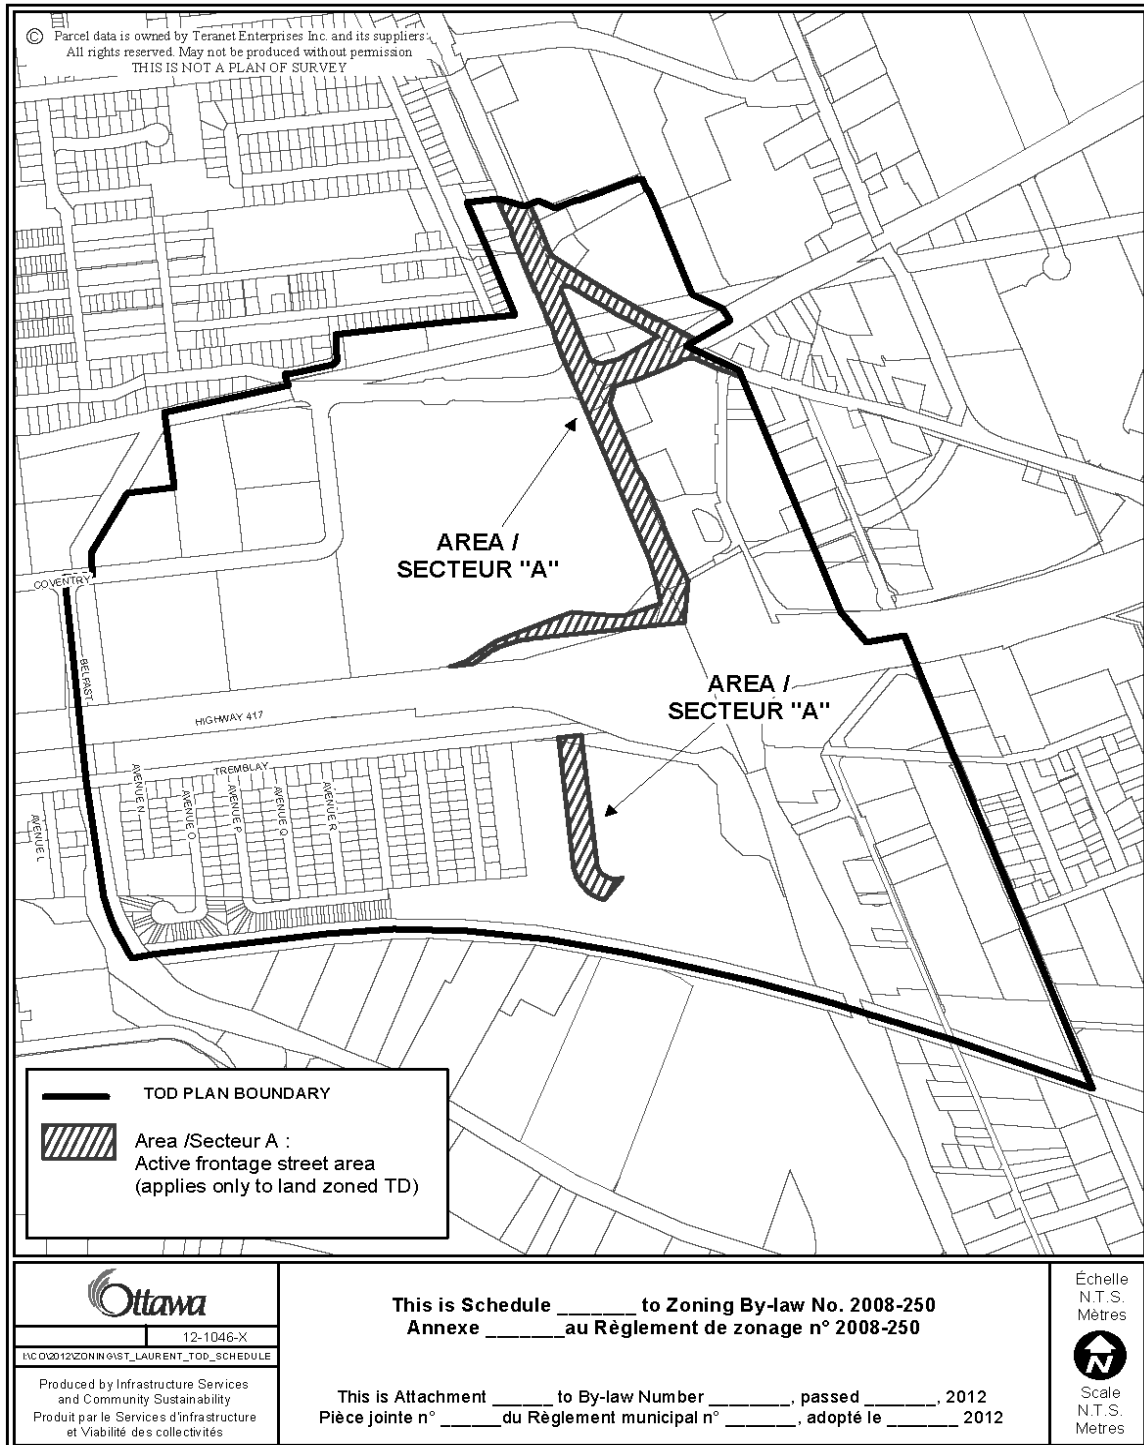 © Parcel data is owned by Teranet Enterprises Inc. and its suppliers
All rights reserved. May not be produced without permission
THIS IS NOT A PLAN OF SURVEY
AREA /
SECTEUR "A"
COVENTRY
BELFAST
AREA /
SECTEUR "A"
HIGHWAY 417
TREMBLAY
AVENUE L
AVENUE N
AVENUE O
AVENUE P
AVENUE Q
AVENUE R
TOD PLAN BOUNDARY
Area /Secteur A :
Active frontage street area
(applies only to land zoned TD)
Ottawa
12-1046-X
I:\CO\2012\ZONING\ST_LAURENT_TOD_SCHEDULE
Produced by Infrastructure Services
and Community Sustainability
Produit par le Services d'infrastructure
et Viabilité des collectivités
This is Schedule _______ to Zoning By-law No. 2008-250
Annexe _______au Règlement de zonage n° 2008-250
This is Attachment ______ to By-law Number ________, passed _______, 2012
Pièce jointe n° ______du Règlement municipal n° _______, adopté le _______ 2012
Échelle
N.T.S.
Mètres
N
Scale
N.T.S.
Metres